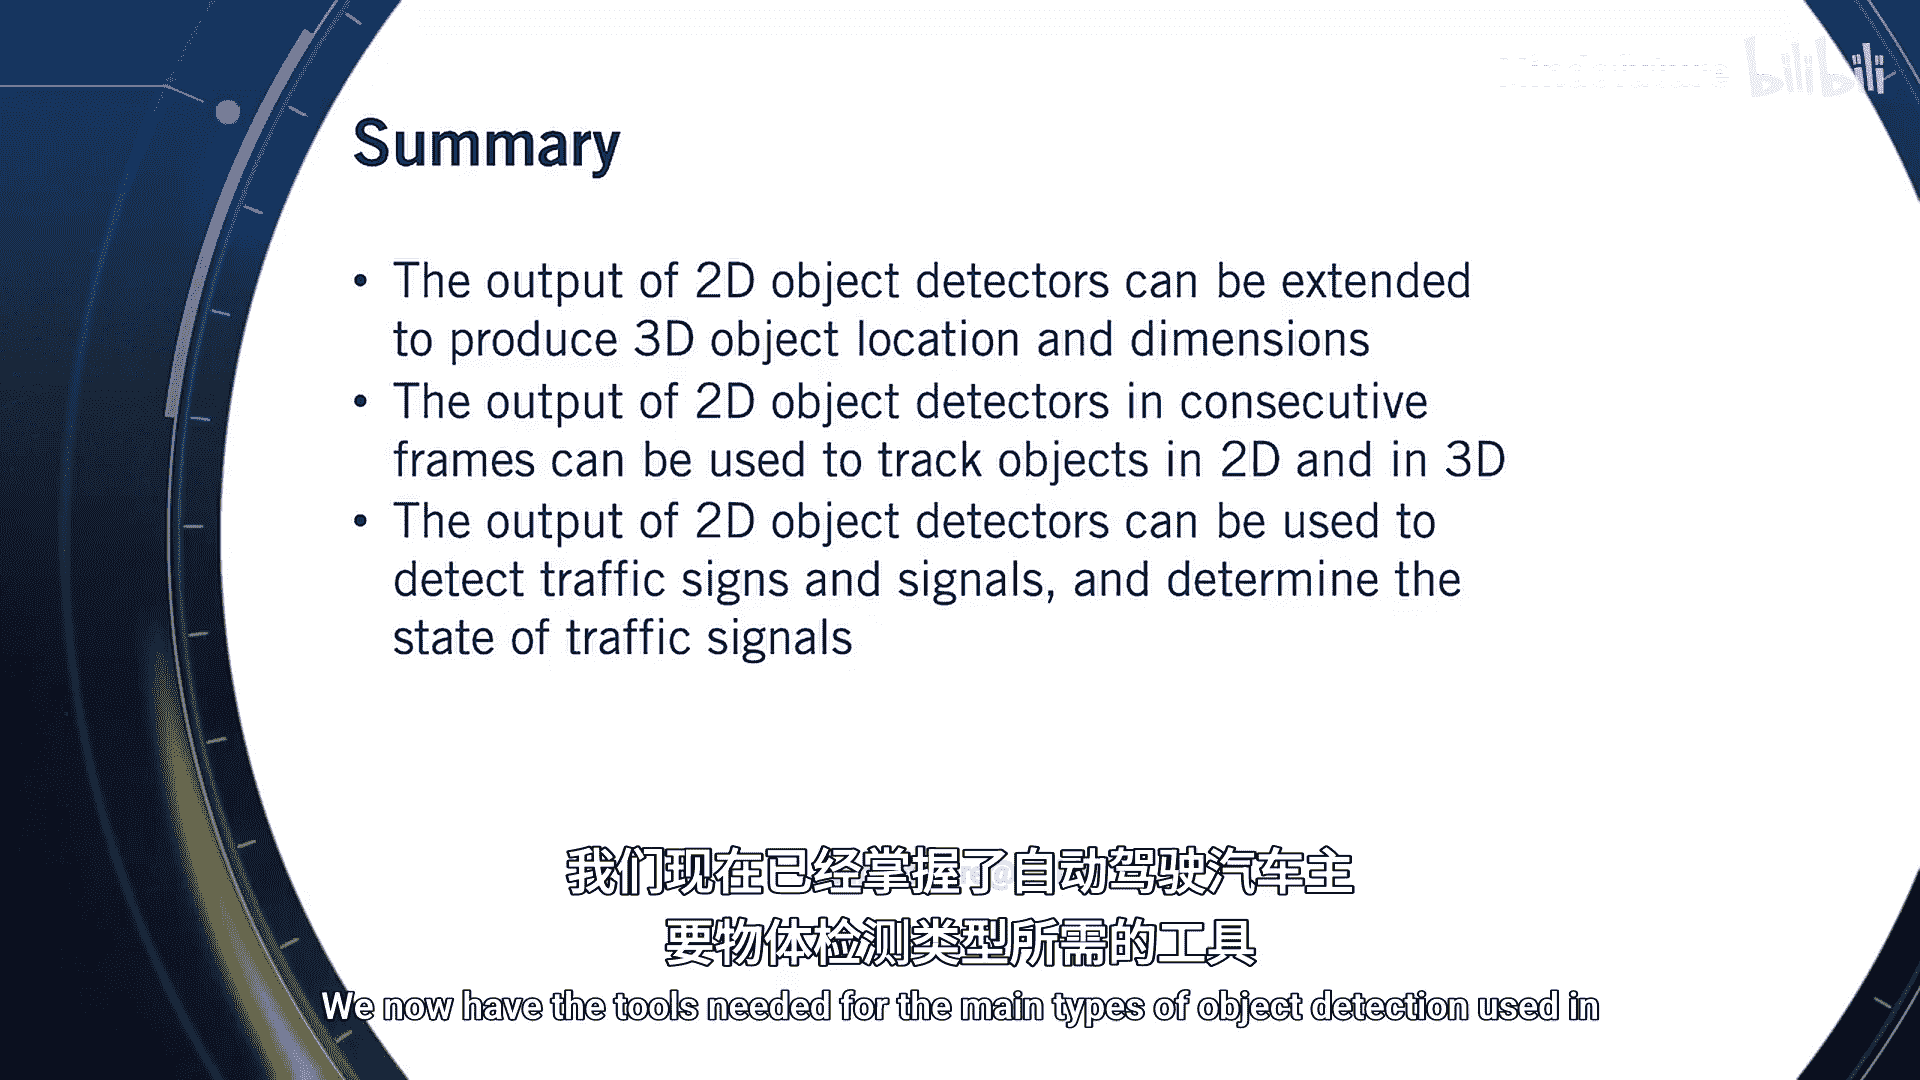 bilibili
Summary
• The output of 2D object detectors can be extended
to produce 3D object location and dimensions
• The output of 2D object detectors in consecutive
frames can be used to track objects in 2D and in 3D
• The output of 2D object detectors can be used to
detect traffic signs and signals, and determine the
state of traffic signals
我们现在已经掌握了自动驾驶汽车主
要物体检测类型所需的工具
We now have the tools needed for the main types of object detection used in